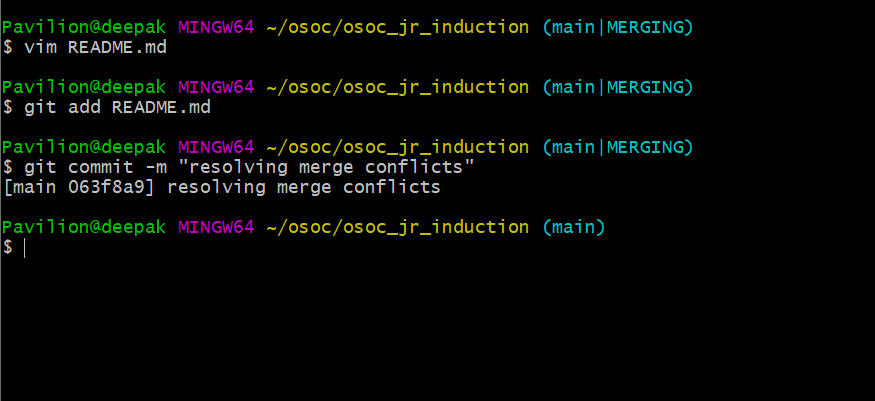 Pavilion@deepak MINGW64 ~/osoc/osoc_jr_induction (main|MERGING)
$ vim README.md
Pavilion@deepak MINGW64 ~/osoc/osoc_jr_induction (main|MERGING)
$ git add README.md
Pavilion@deepak MINGW64 ~/osoc/osoc_jr_induction (main|MERGING)
$ git commit -m "resolving merge conflicts"
[main 063f8a9] resolving merge conflicts
Pavilion@deepak MINGW64 ~/osoc/osoc_jr_induction (main)
$